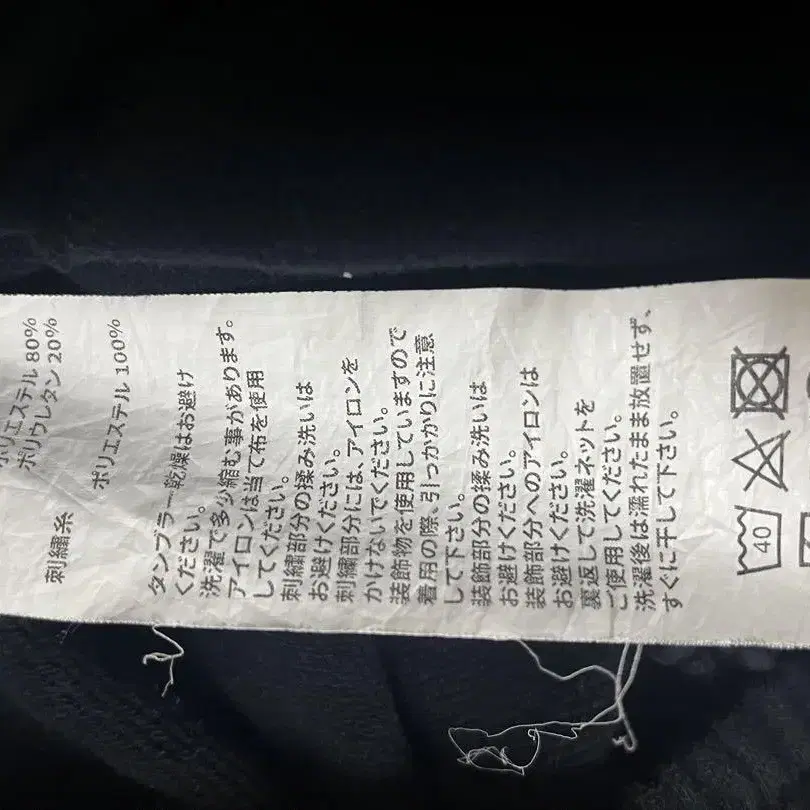 ポリエステル 80%
ポリウレタン 20%
刺繍糸 ポリエステル 100%
タンブラー乾燥はお避け
ください。
洗濯で多少縮む事があります。
アイロンは当て布を使用
してください。
刺繍部分の揉み洗いは
お避けください。
刺繍部分には、アイロンを
かけないでください。
装飾物を使用していますので
着用の際、引っかかりに注意
して下さい。
装飾部分の揉み洗いは
お避けください。
装飾部分へのアイロンは
お避けください。
裏返して洗濯ネットを
ご使用してください。
洗濯後は濡れたまま放置せず、
すぐに干して下さい。
40